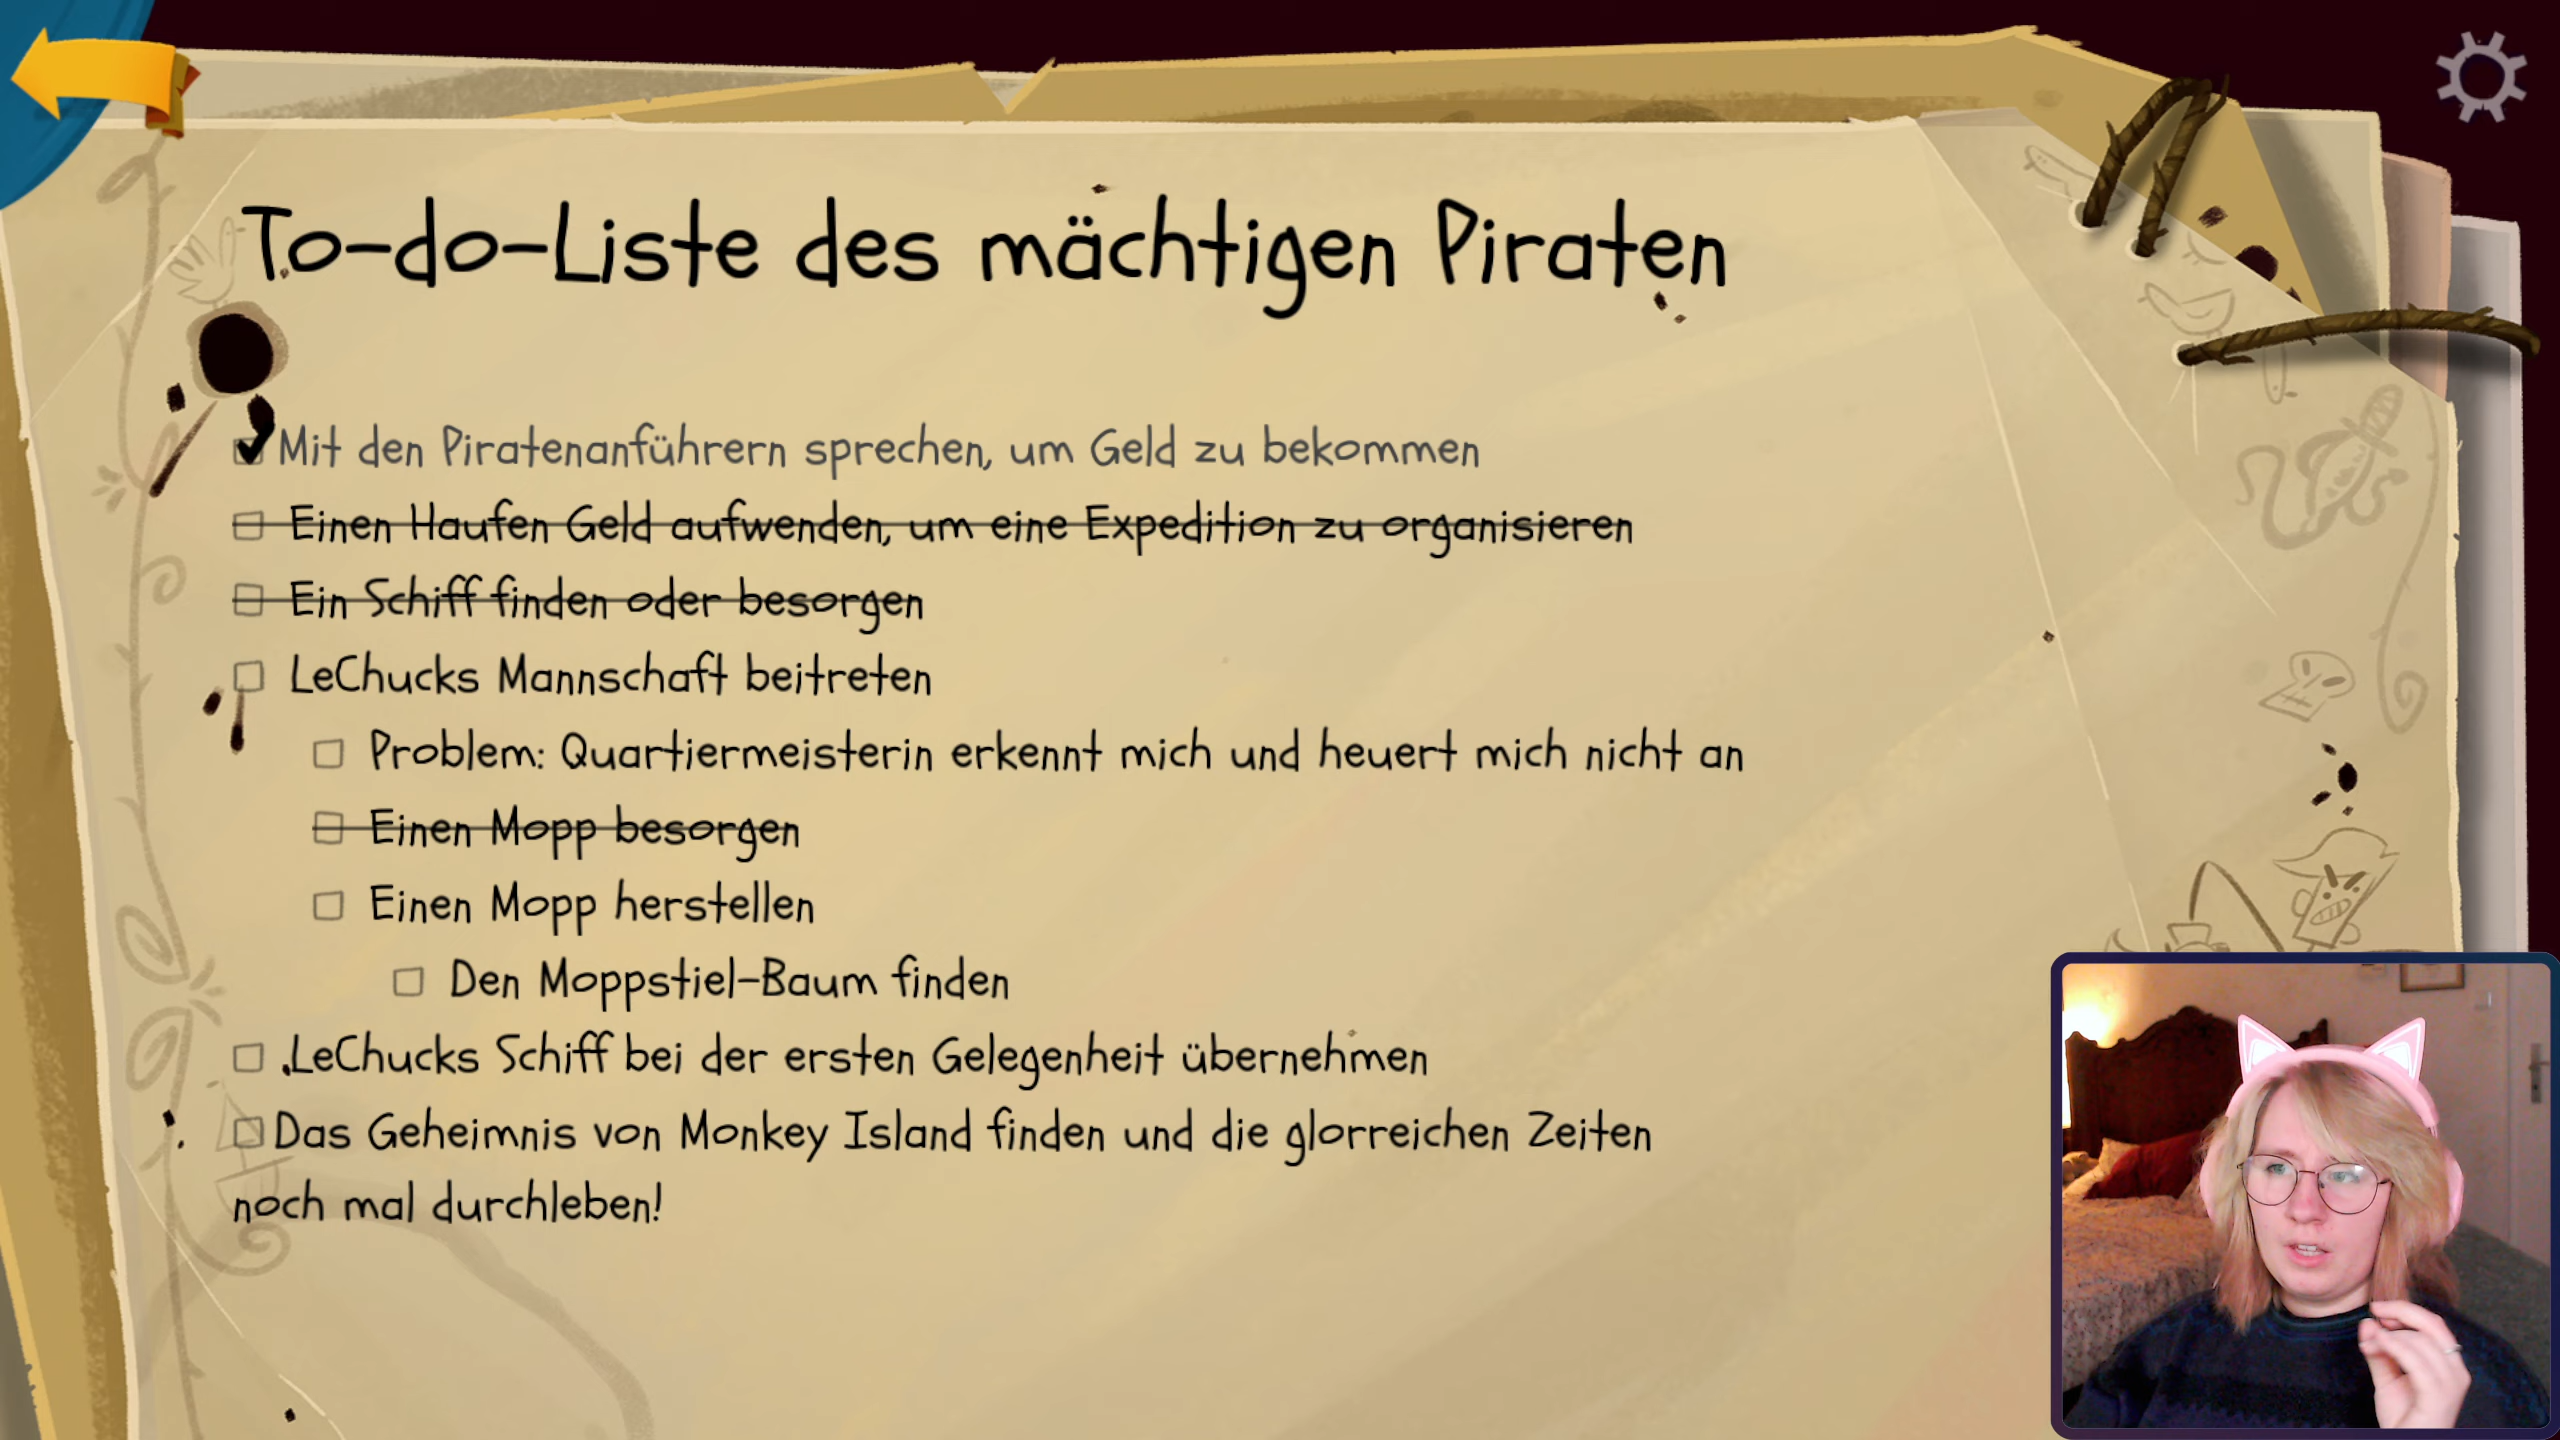 To-do-Liste des mächtigen Piraten
Mit den Piratenanführern sprechen, um Geld zu bekommen
Einen Haufen Geld aufwenden, um eine Expedition zu organisieren
Ein Schiff finden oder besorgen
LeChucks Mannschaft beitreten
Problem: Quartiermeisterin erkennt mich und heuert mich nicht an
Einen Mopp besorgen
Einen Mopp herstellen
Den Moppstiel-Baum finden
LeChucks Schiff bei der ersten Gelegenheit übernehmen
Das Geheimnis von Monkey Island finden und die glorreichen Zeiten
noch mal durchleben!